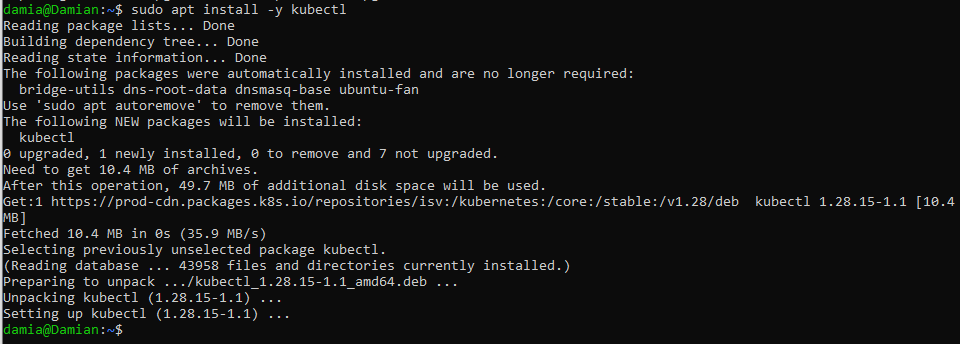 damia@Damian:~$ sudo apt install -y kubectl
Reading package lists... Done
Building dependency tree... Done
Reading state information... Done
The following packages were automatically installed and are no longer required:
  bridge-utils dns-root-data dnsmasq-base ubuntu-fan
Use 'sudo apt autoremove' to remove them.
The following NEW packages will be installed:
  kubectl
0 upgraded, 1 newly installed, 0 to remove and 7 not upgraded.
Need to get 10.4 MB of archives.
After this operation, 49.7 MB of additional disk space will be used.
Get:1 https://prod-cdn.packages.k8s.io/repositories/isv:/kubernetes:/core:/stable:/v1.28/deb  kubectl 1.28.15-1.1 [10.4
MB]
Fetched 10.4 MB in 0s (35.9 MB/s)
Selecting previously unselected package kubectl.
(Reading database ... 43958 files and directories currently installed.)
Preparing to unpack .../kubectl_1.28.15-1.1_amd64.deb ...
Unpacking kubectl (1.28.15-1.1) ...
Setting up kubectl (1.28.15-1.1) ...
damia@Damian:~$